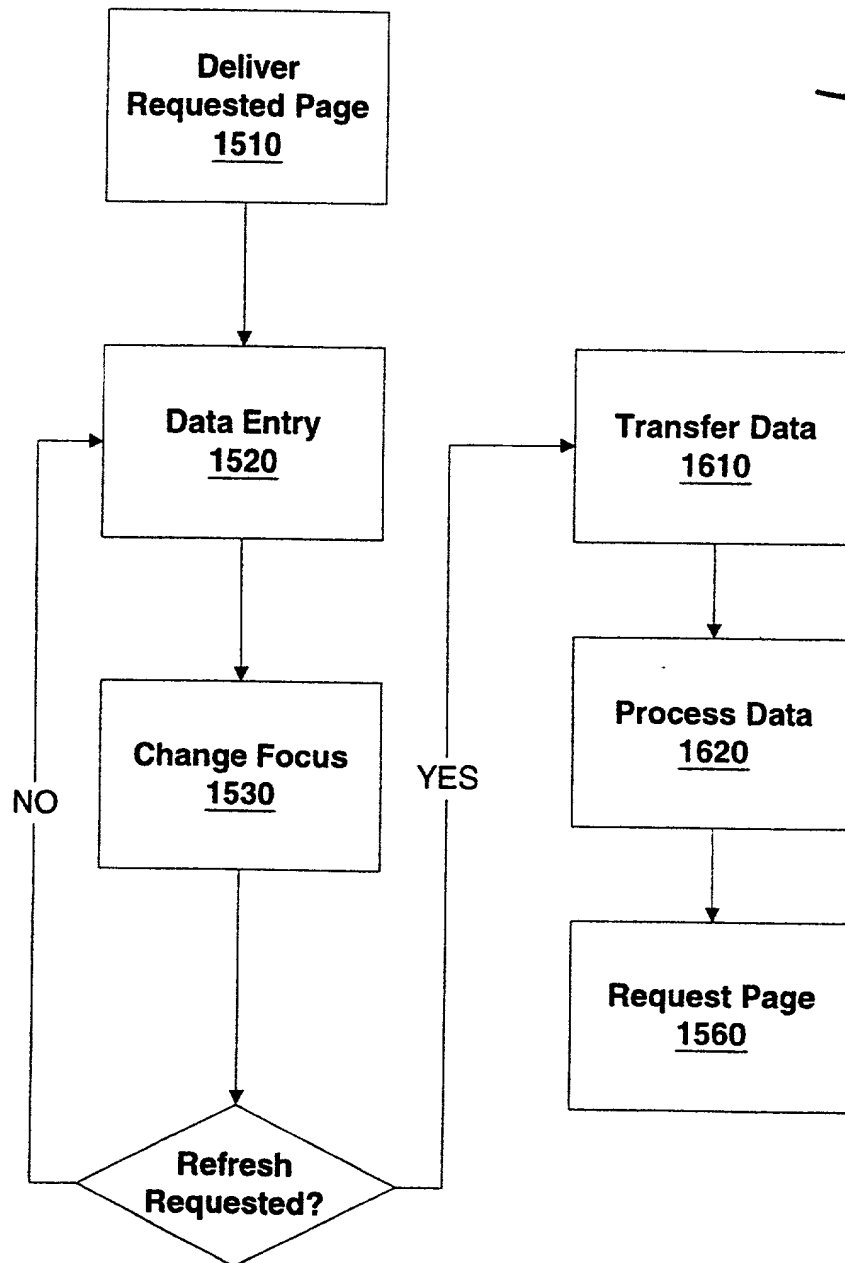 Deliver
Requested Page
1510
Data Entry
1520
Change Focus
1530
Refresh
Requested?
NO
YES
Transfer Data
1610
Process Data
1620
Request Page
1560